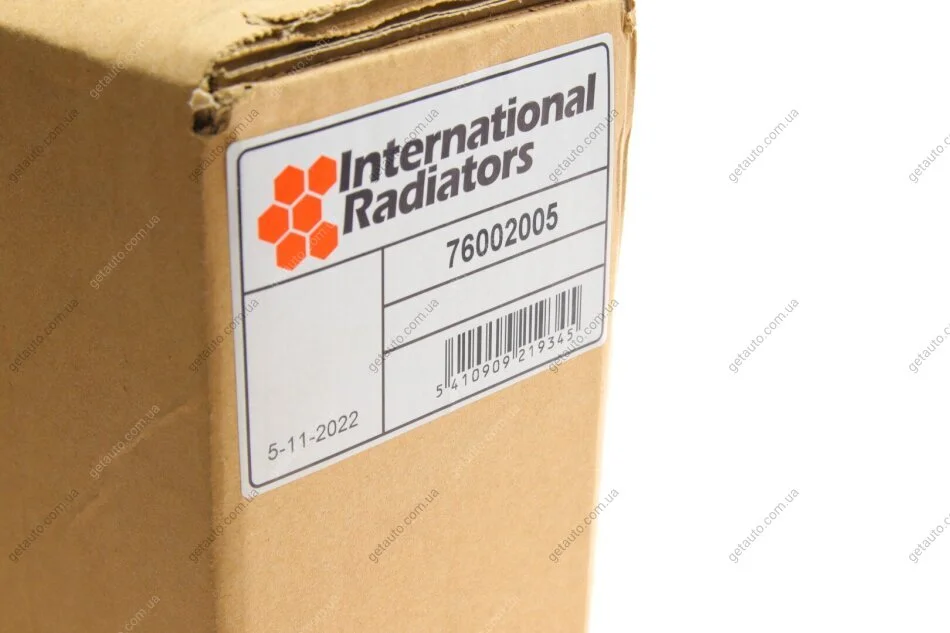 International
Radiators
76002005
5 410909 219345
5-11-2022
getauto.com.ua